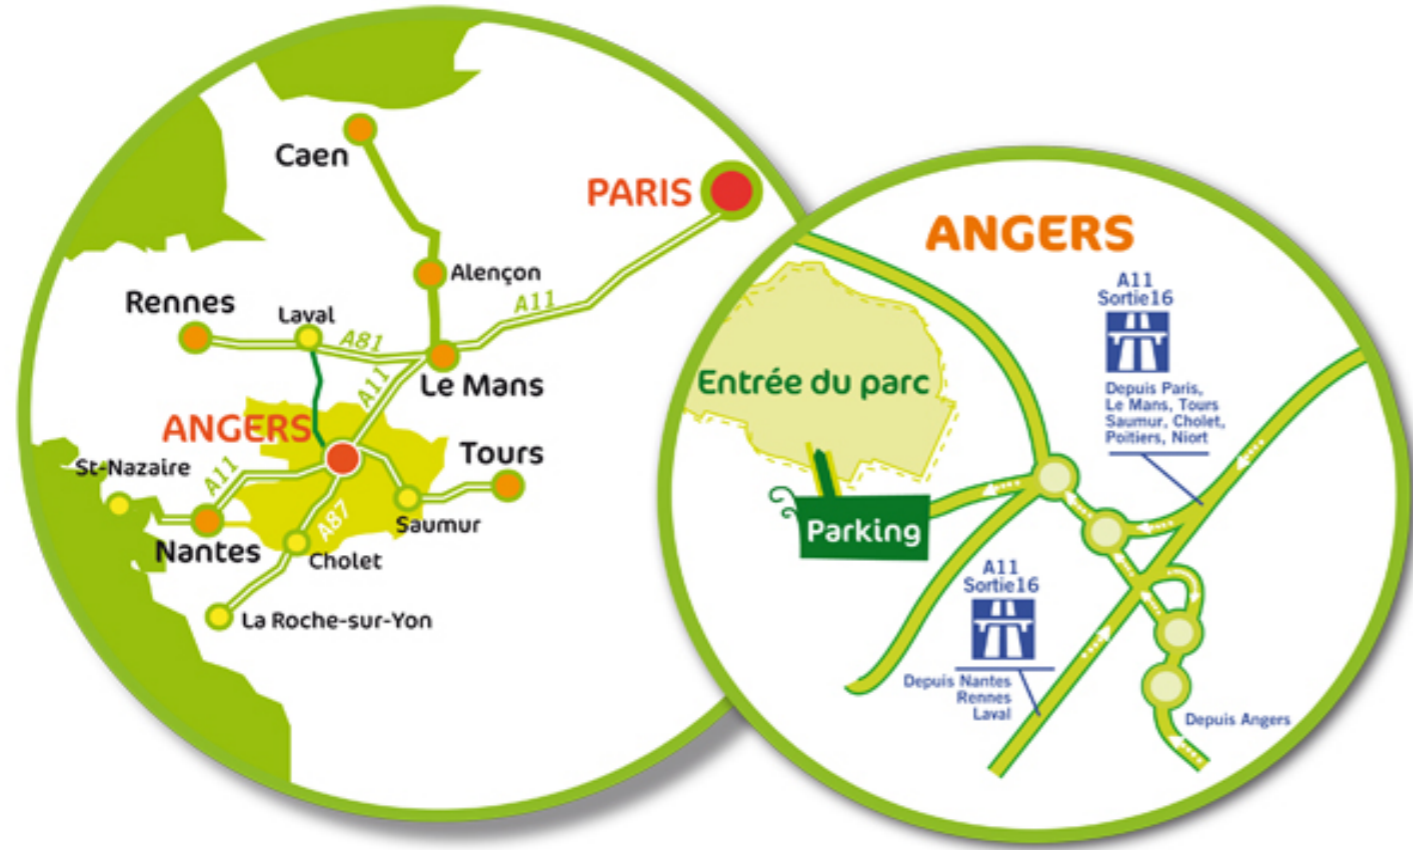 Caen
PARIS
Alençon
A11
Rennes
Laval
A81
Le Mans
A11
ANGERS
Tours
St-Nazaire
A11
Saumur
A87
Nantes
Cholet
La Roche-sur-Yon
ANGERS
A11
Sortie16
Entrée du parc
Depuis Paris,
Le Mans, Tours
Saumur, Cholet,
Poitiers, Niort
Parking
A11
Sortie16
Depuis Nantes
Rennes
Laval
Depuis Angers